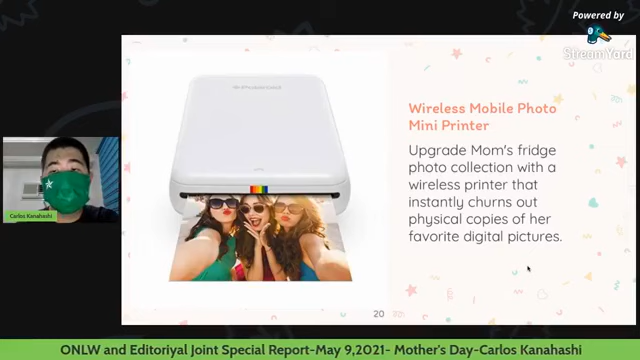 Powered by
StreamYard
Polaroid
Wireless Mobile Photo
Mini Printer
Upgrade Mom's fridge
photo collection with a
wireless printer that
instantly churns out
physical copies of her
favorite digital pictures.
Carlos Kanahashi
20
ONLW and Editoriyal Joint Special Report-May 9,2021- Mother's Day-Carlos Kanahashi